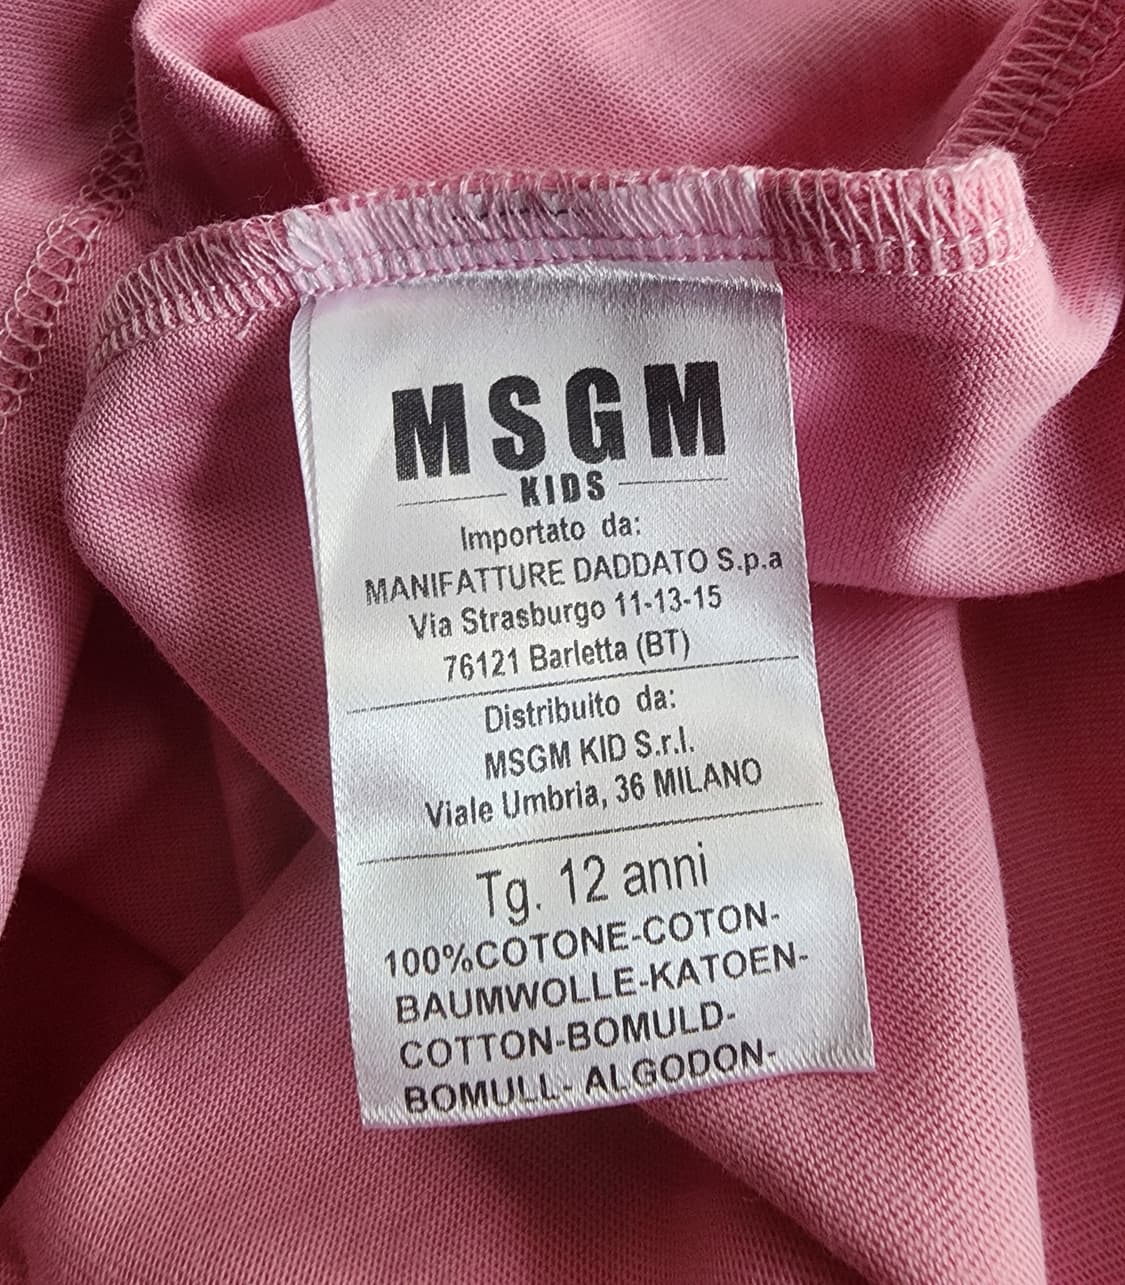 MSGM
KIDS
Importato da:
MANIFATTURE DADDATO S.p.a
Via Strasburgo 11-13-15
76121 Barletta (BT)
Distribuito da:
MSGM KID S.r.l.
Viale Umbria, 36 MILANO
Tg. 12 anni
100%COTONE-COTON-
BAUMWOLLE-KATOEN-
COTTON-BOMULD-
BOMULL- ALGODON-